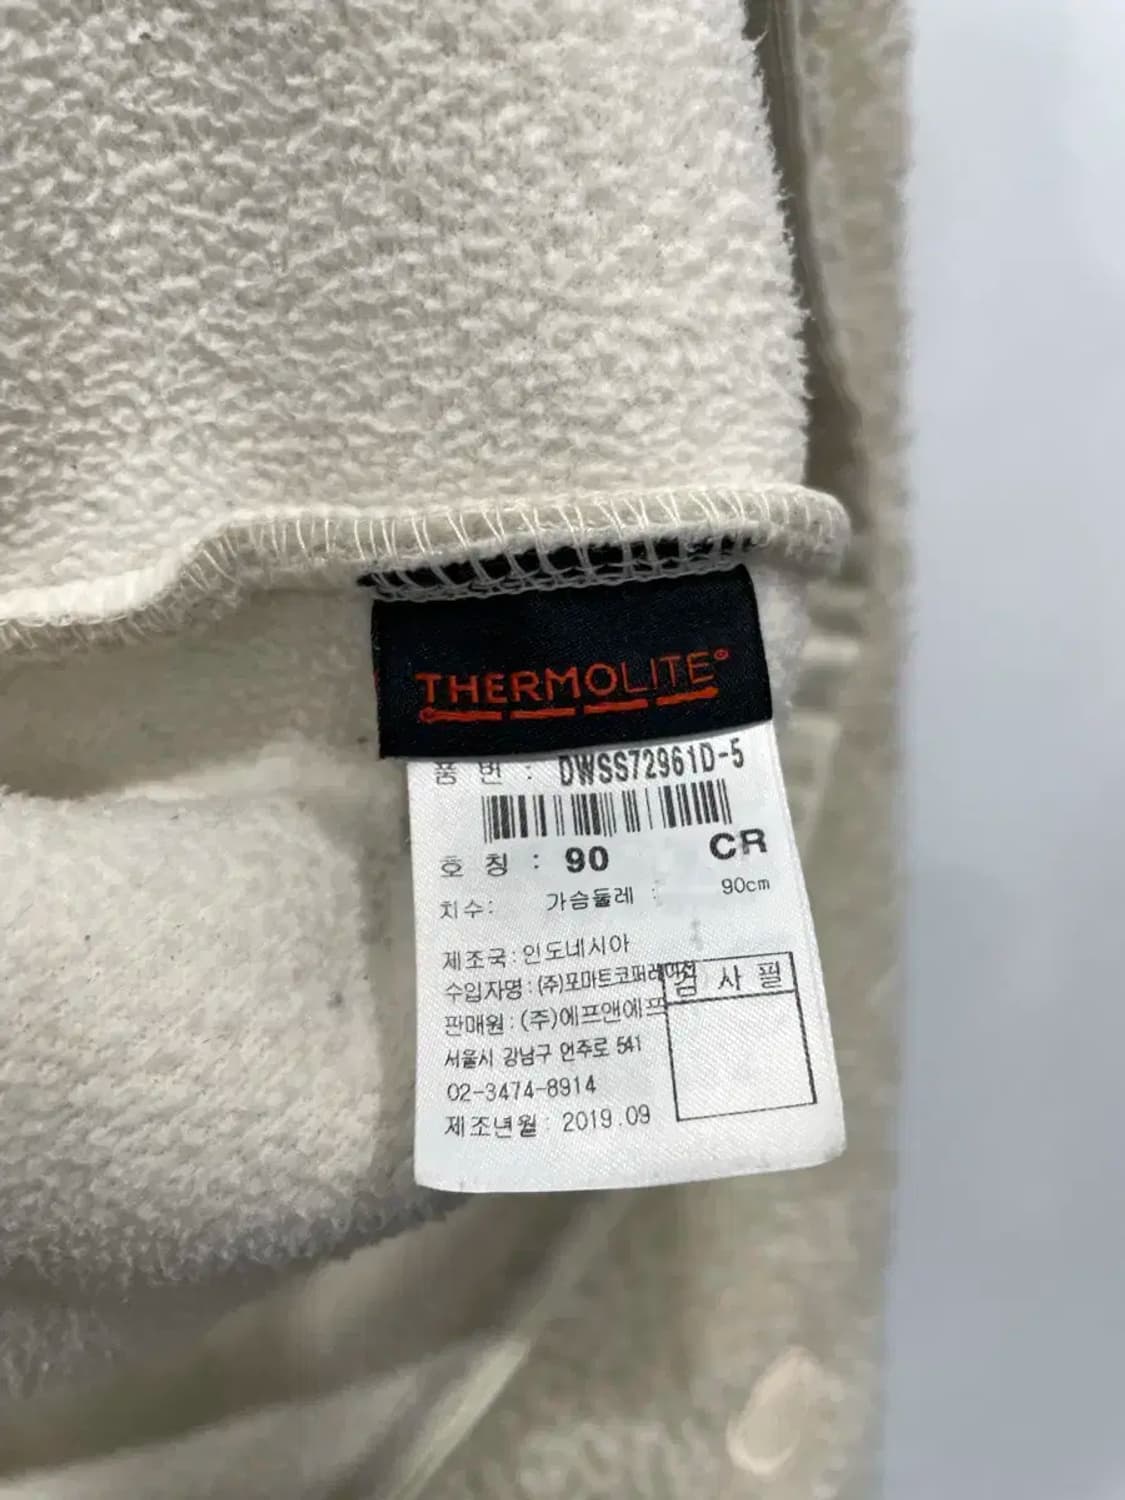 THERMOLITE®
품 번 : DWSS72961D-5
호 칭 : 90 CR
치수: 가슴둘레 : 90cm
제조국:인도네시아
수입자명:(주)포마트코퍼레이션
검 사 필
판매원:(주)에프앤에프
서울시 강남구 언주로 541
02-3474-8914
제조년월: 2019.09